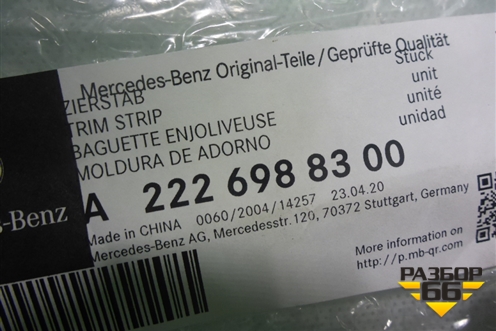 Mercedes-Benz Original-Teile/Geprüfte Qualität
ZIERSTAB
Stück
TRIM STRIP
unit
BAGUETTE ENJOLIVEUSE
unité
MOLDURA DE ADORNO
unidad
A 222 698 83 00
s-Benz
Made in CHINA 0060/2004/14257 23.04.20
Mercedes-Benz AG, Mercedesstr.120, 70372 Stuttgart, Germany
More information on
http://p.mb-qr.com
РАЗБОР
66